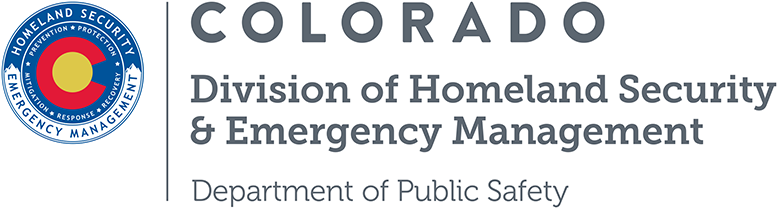 HOMELAND SECURITY
PREVENTION ★ PROTECTION
MITIGATION ★ RESPONSE ★ RECOVERY
EMERGENCY MANAGEMENT
COLORADO
Division of Homeland Security
& Emergency Management
Department of Public Safety